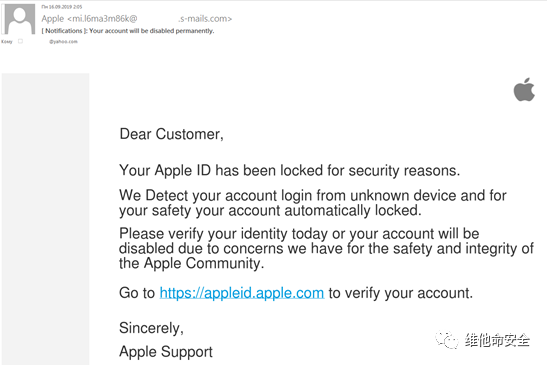 Пн 16.09.2019 2:05
Apple <mi.l6ma3m86k@ .s-mails.com>
[ Notifications ]: Your account will be disabled permanently.
Кому @yahoo.com
Dear Customer,
Your Apple ID has been locked for security reasons.
We Detect your account login from unknown device and for
your safety your account automatically locked.
Please verify your identity today or your account will be
disabled due to concerns we have for the safety and integrity of
the Apple Community.
Go to https://appleid.apple.com to verify your account.
Sincerely,
Apple Support
维他命安全